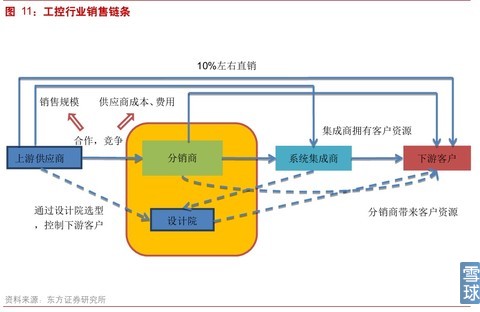 图 11：工控行业销售链条
10%左右直销
销售规模
供应商成本、费用
合作，竞争
集成商拥有客户资源
上游供应商
分销商
系统集成商
下游客户
通过设计院选型
，控制下游客户
设计院
分销商带来客户资源
雪
球
资料来源：东方证券研究所